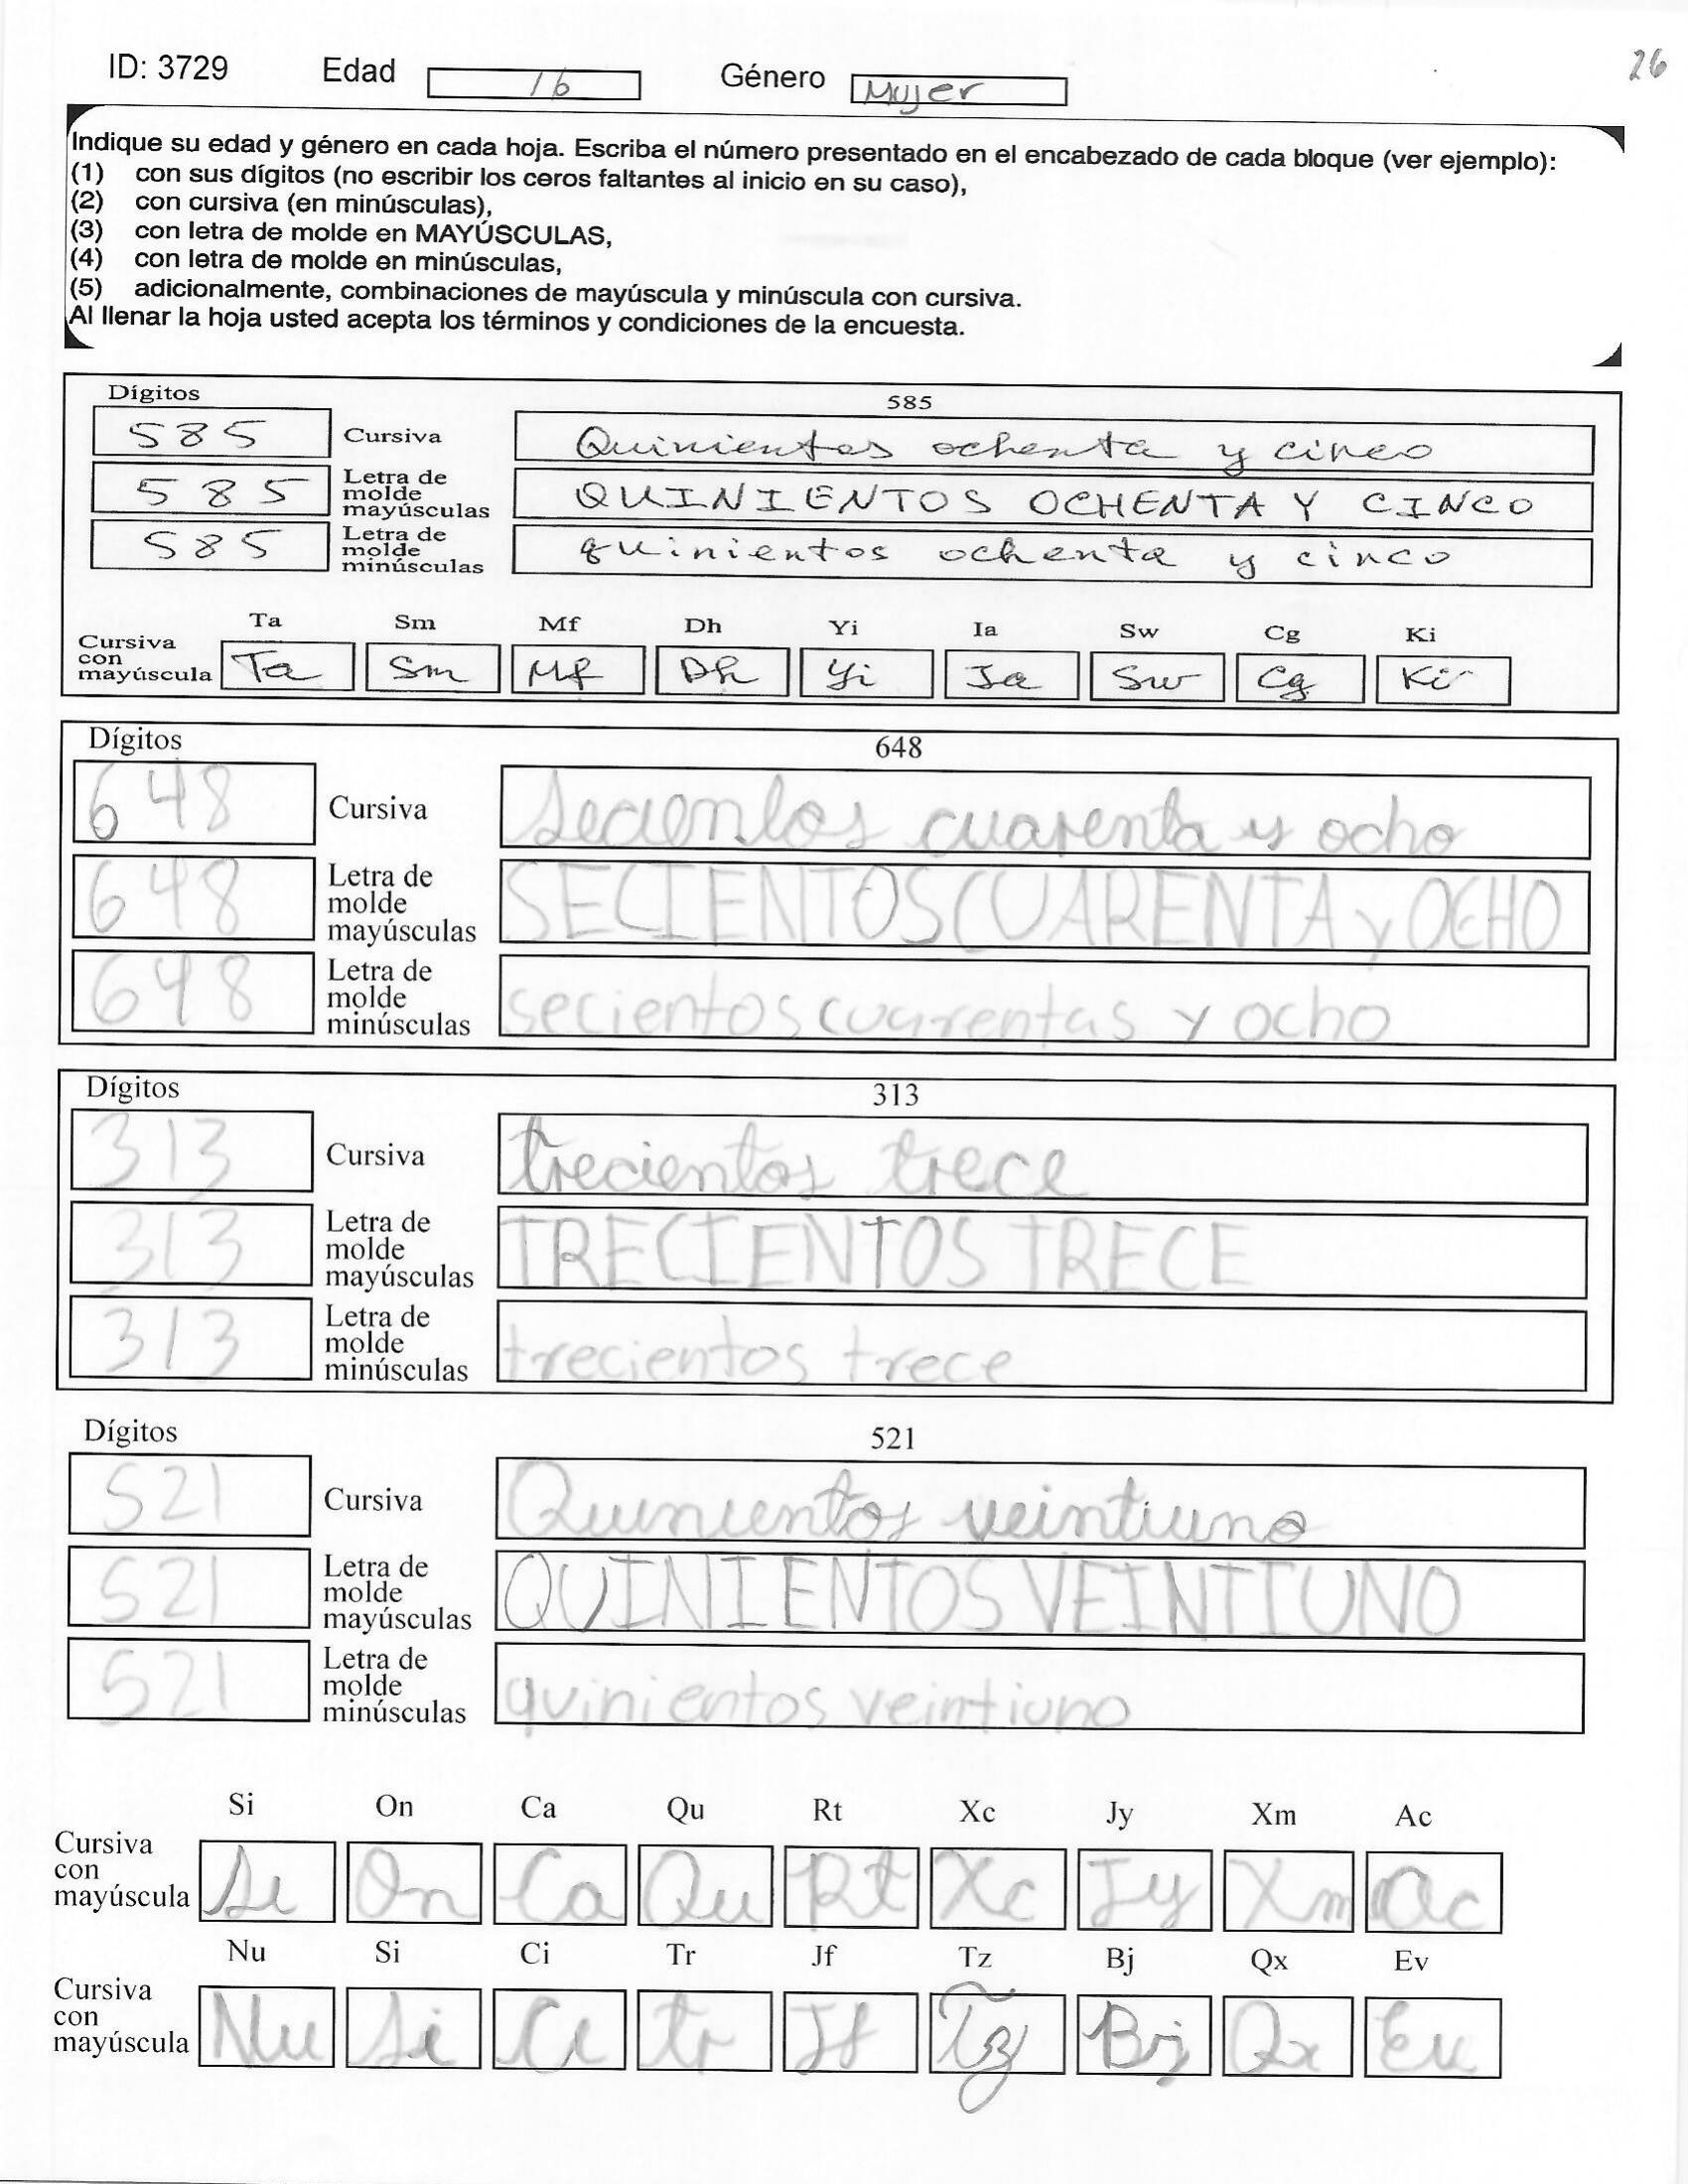 26
ID: 3729 Edad 16 Género Mujer
Indique su edad y género en cada hoja. Escriba el número presentado en el encabezado de cada bloque (ver ejemplo):
(1) con sus dígitos (no escribir los ceros faltantes al inicio en su caso),
(2) con cursiva (en minúsculas),
(3) con letra de molde en MAYÚSCULAS,
(4) con letra de molde en minúsculas,
(5) adicionalmente, combinaciones de mayúscula y minúscula con cursiva.
Al llenar la hoja usted acepta los términos y condiciones de la encuesta.
Dígitos 585
585 Cursiva Quinientos ochenta y cinco
585 Letra de molde mayúsculas QUINIENTOS OCHENTA Y CINCO
585 Letra de molde minúsculas quinientos ochenta y cinco
Ta Sm Mf Dh Yi Ia Sw Cg Ki
Cursiva con mayúscula Ta Sm Mf Dh Yi Ia Sw Cg Ki
Dígitos 648
648 Cursiva secientos cuarenta y ocho
648 Letra de molde mayúsculas SECIENTOS CUARENTA y OCHO
648 Letra de molde minúsculas secientos cuarentas y ocho
Dígitos 313
313 Cursiva trecientos trece
313 Letra de molde mayúsculas TRECIENTOS TRECE
313 Letra de molde minúsculas trecientos trece
Dígitos 521
521 Cursiva Quinientos veintiuno
521 Letra de molde mayúsculas QUINIENTOS VEINTIUNO
521 Letra de molde minúsculas quinientos veintiuno
Si On Ca Qu Rt Xc Jy Xm Ac
Cursiva con mayúscula Si On Ca Qu Rt Xc Jy Xm Ac
Nu Si Ci Tr Jf Tz Bj Qx Ev
Cursiva con mayúscula Nu Si Ci Tr Jf Tz Bj Qx Ev